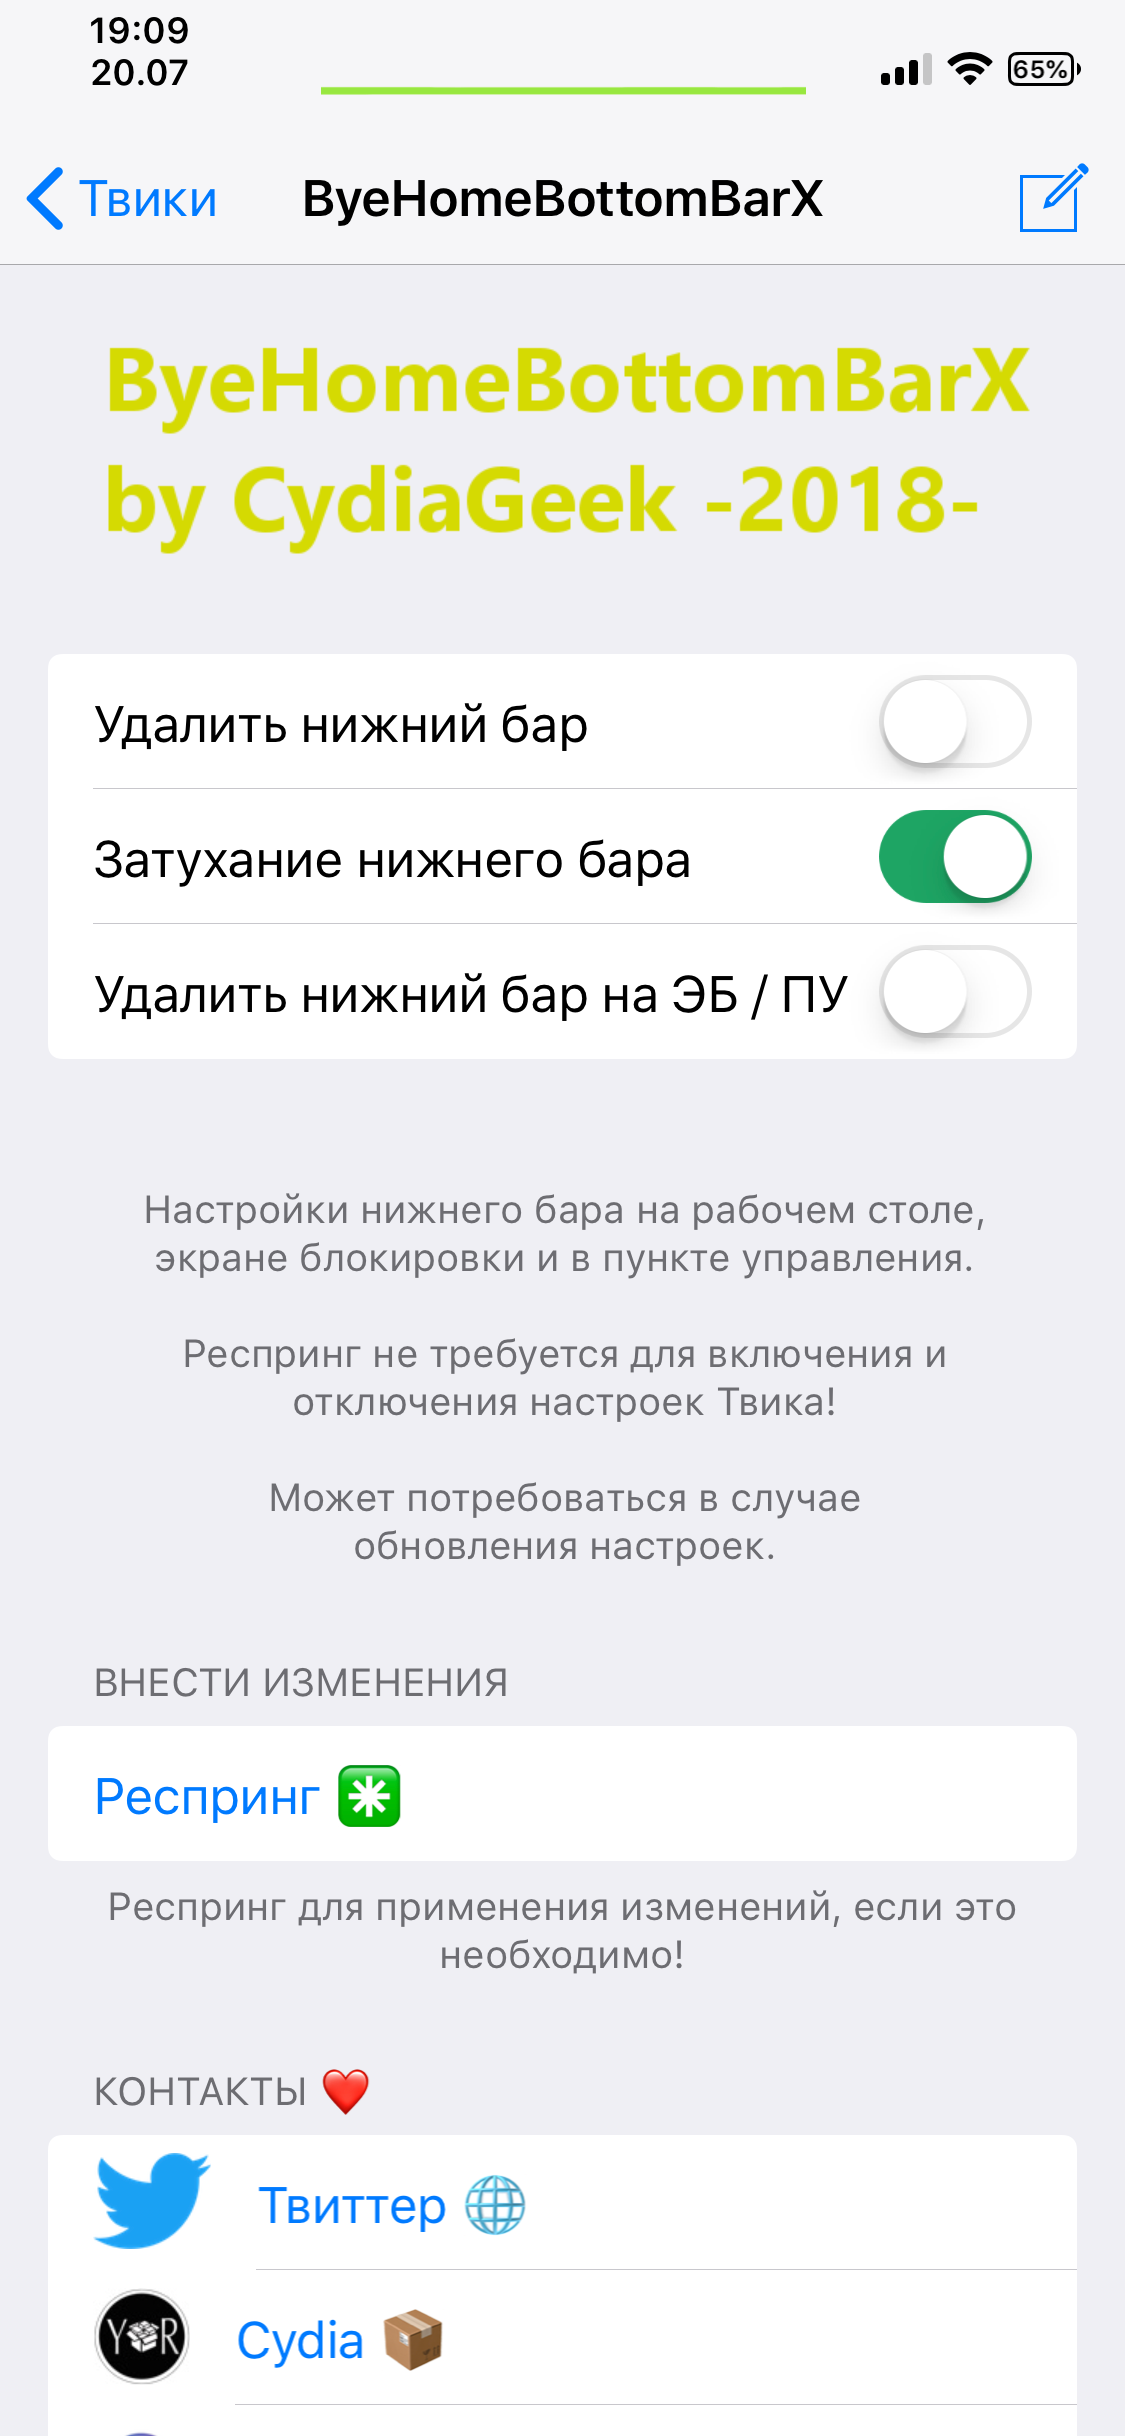 19:09
20.07
65%
Твики
ByeHomeBottomBarX
ByeHomeBottomBarX
by CydiaGeek -2018-
Удалить нижний бар
Затухание нижнего бара
Удалить нижний бар на ЭБ / ПУ
Настройки нижнего бара на рабочем столе,
экране блокировки и в пункте управления.
Респринг не требуется для включения и
отключения настроек Твика!
Может потребоваться в случае
обновления настроек.
ВНЕСТИ ИЗМЕНЕНИЯ
Респринг ✳️
Респринг для применения изменений, если это
необходимо!
КОНТАКТЫ ❤️
Твиттер 🌐
Y R
Cydia 📦